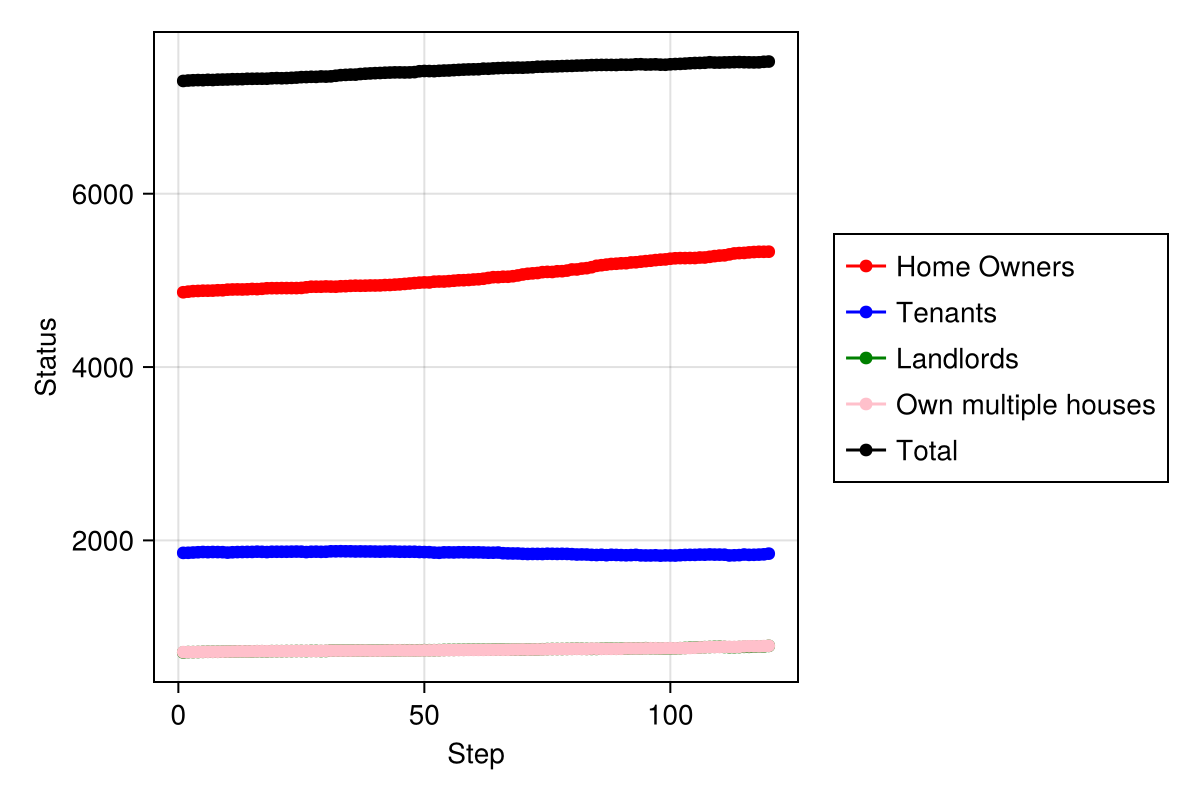 6000
4000
2000
Status
0
50
100
Step
Home Owners
Tenants
Landlords
Own multiple houses
Total